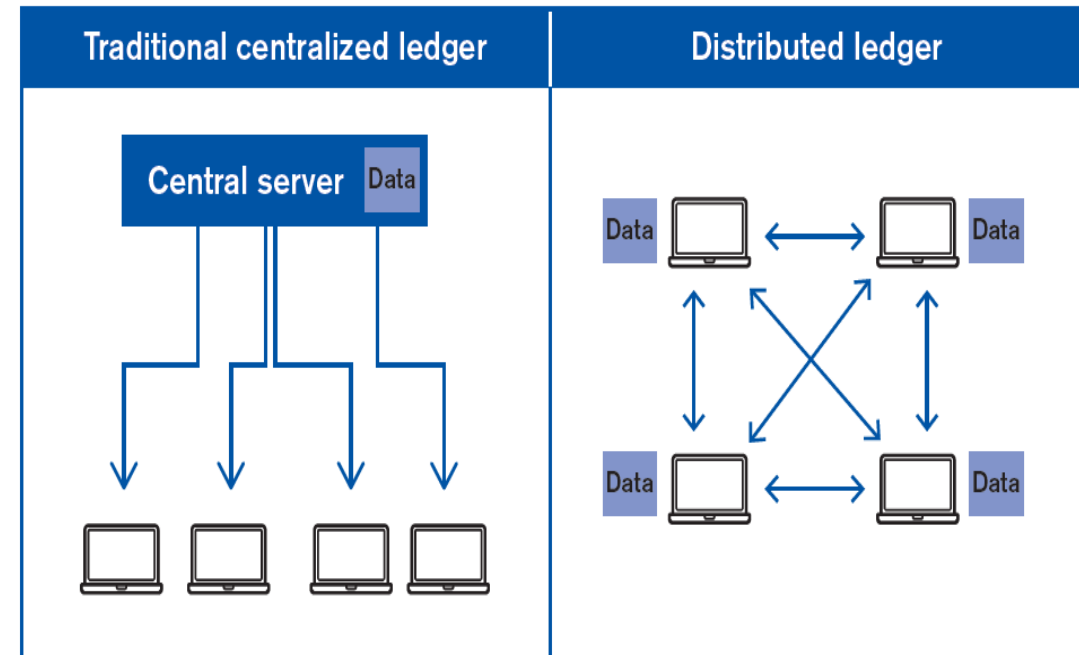 Traditional centralized ledger
Distributed ledger
Central server
Data
Data
Data
Data
Data